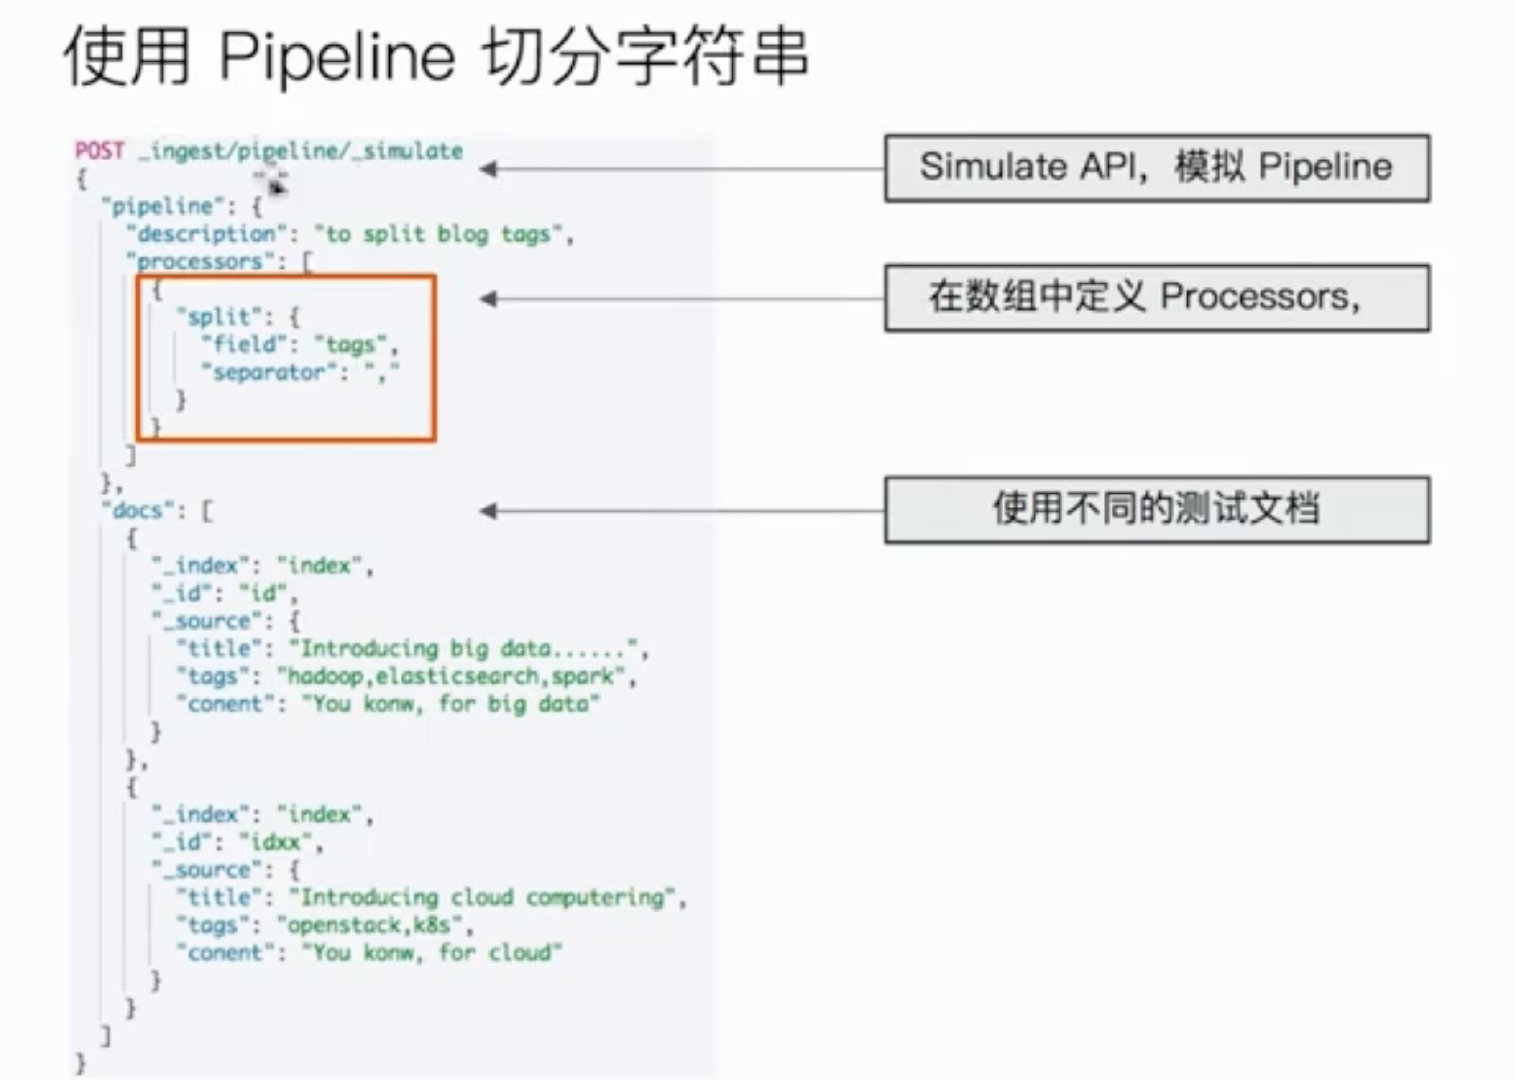 使用 Pipeline 切分字符串
POST _ingest/pipeline/_simulate
{
"pipeline": {
"description": "to split blog tags",
"processors": [
{
"split": {
"field": "tags",
"separator": ","
}
}
]
},
"docs": [
{
"_index": "index",
"_id": "id",
"_source": {
"title": "Introducing big data......",
"tags": "hadoop,elasticsearch,spark",
"conent": "You konw, for big data"
}
},
{
"_index": "index",
"_id": "idxx",
"_source": {
"title": "Introducing cloud computering",
"tags": "openstack,k8s",
"conent": "You konw, for cloud"
}
}
]
}
Simulate API，模拟 Pipeline
在数组中定义 Processors，
使用不同的测试文档